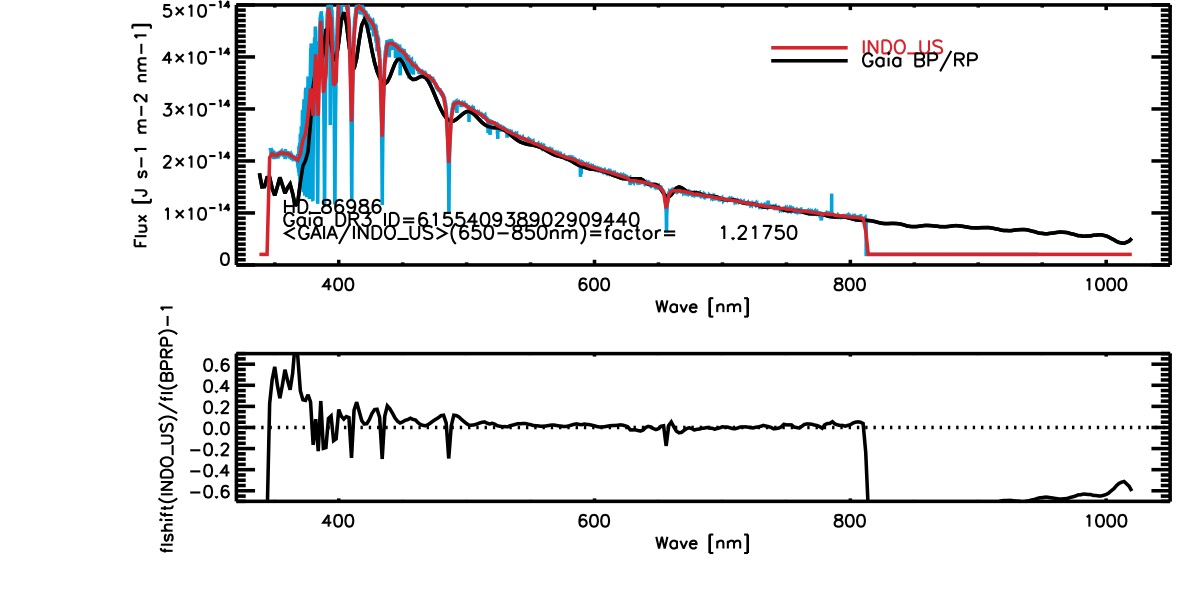 Flux [J s-1 m-2 nm-1]
5×10⁻¹⁴
4×10⁻¹⁴
3×10⁻¹⁴
2×10⁻¹⁴
1×10⁻¹⁴
0
INDO_US
Gaia BP/RP
HD_86986
Gaia DR3 ID=615540938902909440
<GAIA/INDO_US>(650-850nm)=factor= 1.21750
400 600 800 1000
Wave [nm]
flshift(INDO_US)/fl(BPRP)-1
0.6
0.4
0.2
0.0
-0.2
-0.4
-0.6
400 600 800 1000
Wave [nm]